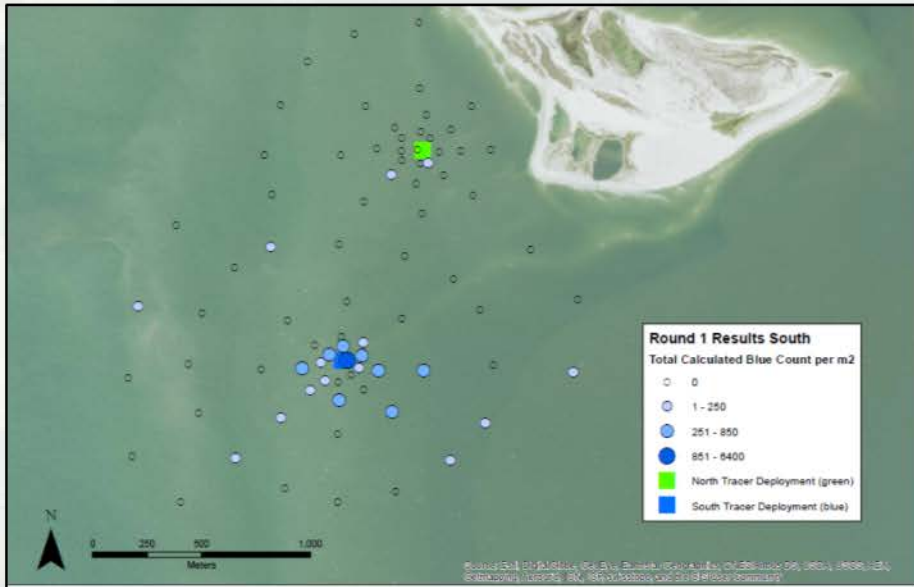 Round 1 Results South
Total Calculated Blue Count per m2
0
1 - 250
251 - 850
851 - 6400
North Tracer Deployment (green)
South Tracer Deployment (blue)
N
0 250 500 1,000
Meters